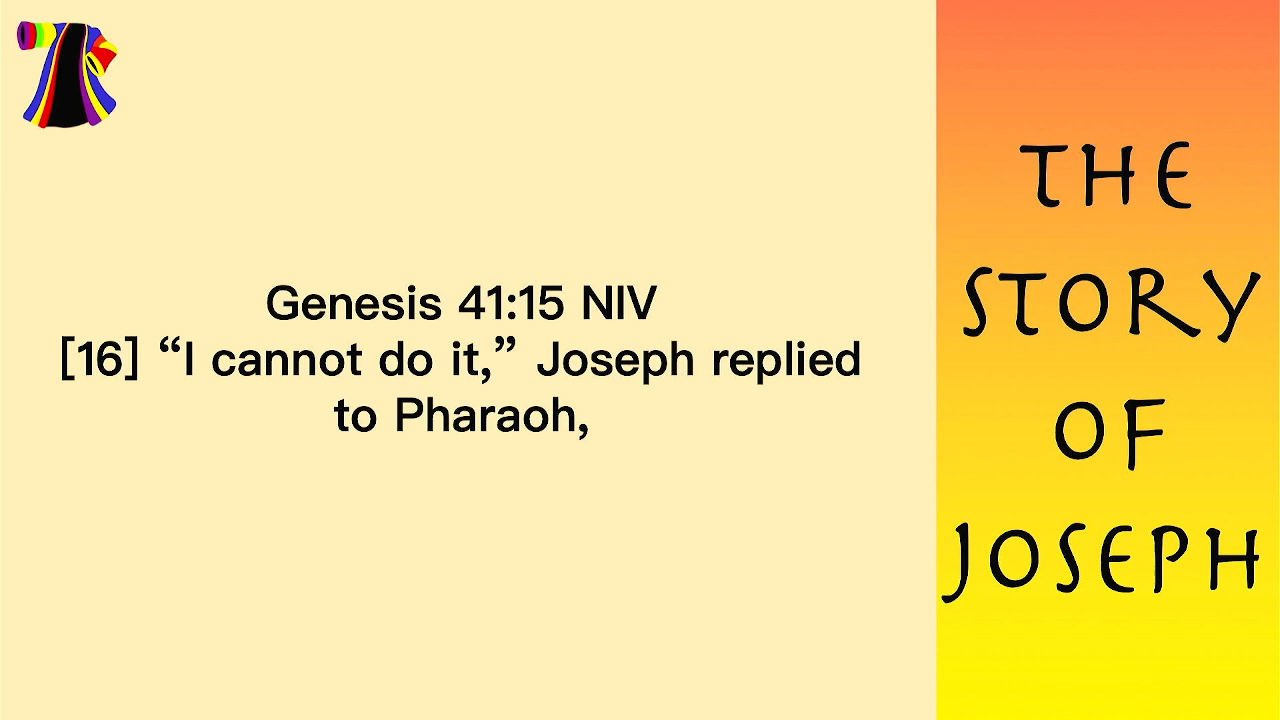 Genesis 41:15 NIV
[16] “I cannot do it,” Joseph replied
to Pharaoh,
THE
STORY
OF
JOSEPH